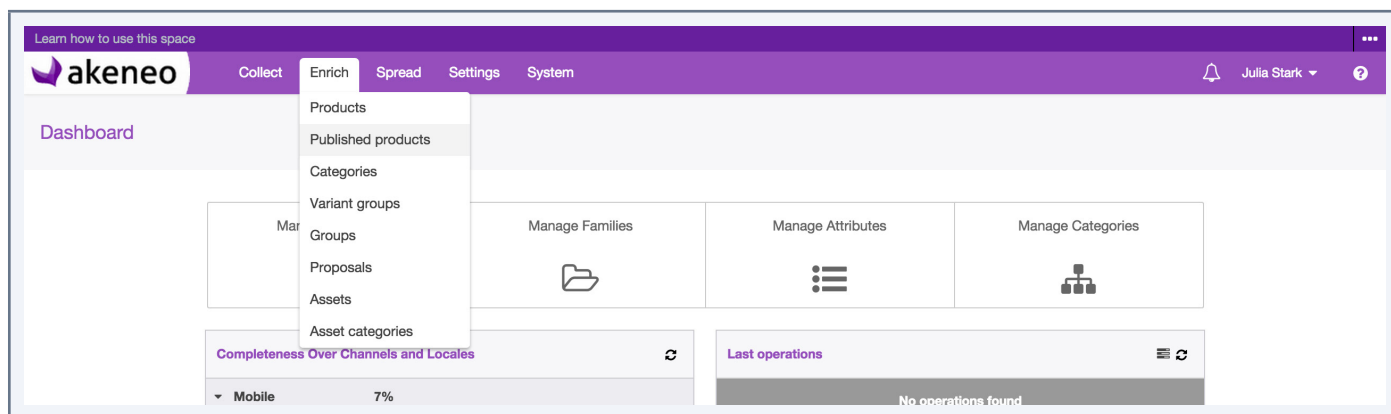 Learn how to use this space
akeneo Collect Enrich Spread Settings System Julia Stark
Dashboard
Products
Published products
Categories
Variant groups
Groups
Proposals
Assets
Asset categories
Manage Families Manage Attributes Manage Categories
Completeness Over Channels and Locales
Mobile 7%
Last operations
No operations found